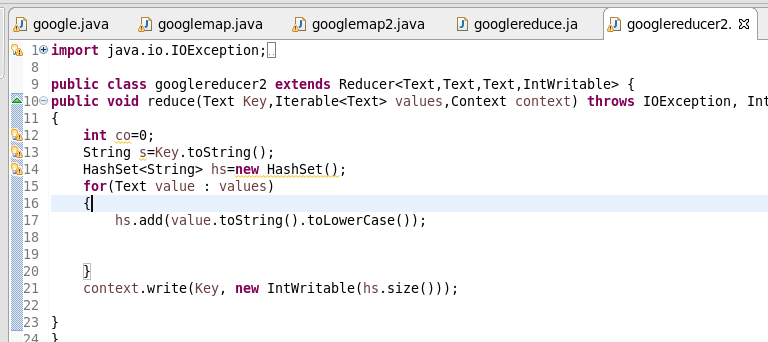 google.java googlemap.java googlemap2.java googlereduce.ja googlereducer2.
1 import java.io.IOException;
8
9 public class googlereducer2 extends Reducer<Text,Text,Text,IntWritable> {
10 public void reduce(Text Key,Iterable<Text> values,Context context) throws IOException, Int
11 {
12 int co=0;
13 String s=Key.toString();
14 HashSet<String> hs=new HashSet();
15 for(Text value : values)
16 {
17 hs.add(value.toString().toLowerCase());
18
19
20 }
21 context.write(Key, new IntWritable(hs.size()));
22
23 }
24 }